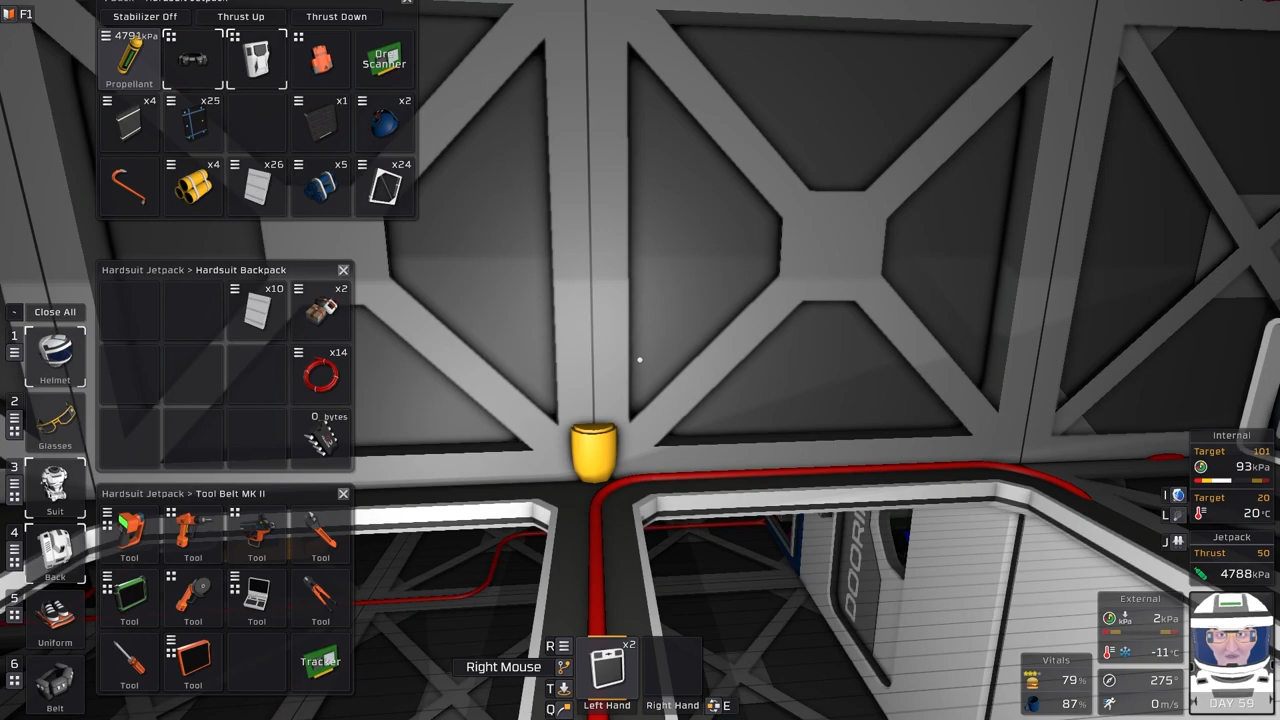 F1
Stabilizer Off
Thrust Up
Thrust Down
4791kPa
Propellant
Ore Scanner
x4
x25
x1
x2
x4
x26
x5
x24
Hardsuit Jetpack > Hardsuit Backpack
x10
x2
x14
0 bytes
- Close All
1
Helmet
2
Glasses
3
Suit
4
Back
5
Uniform
6
Belt
Hardsuit Jetpack > Tool Belt MK II
Tool
Tool
Tool
Tool
Tool
Tool
Tool
Tool
Tool
Tool
Tracker
R
Right Mouse
T
Q
x2
Left Hand
Right Hand
E
Internal
Target 101
93kPa
Target 20
20°C
I
L
J
Jetpack
Thrust 50
4788kPa
External
kPa
2kPa
-11°C
Vitals
79%
87%
275°
0m/s
DAY 59